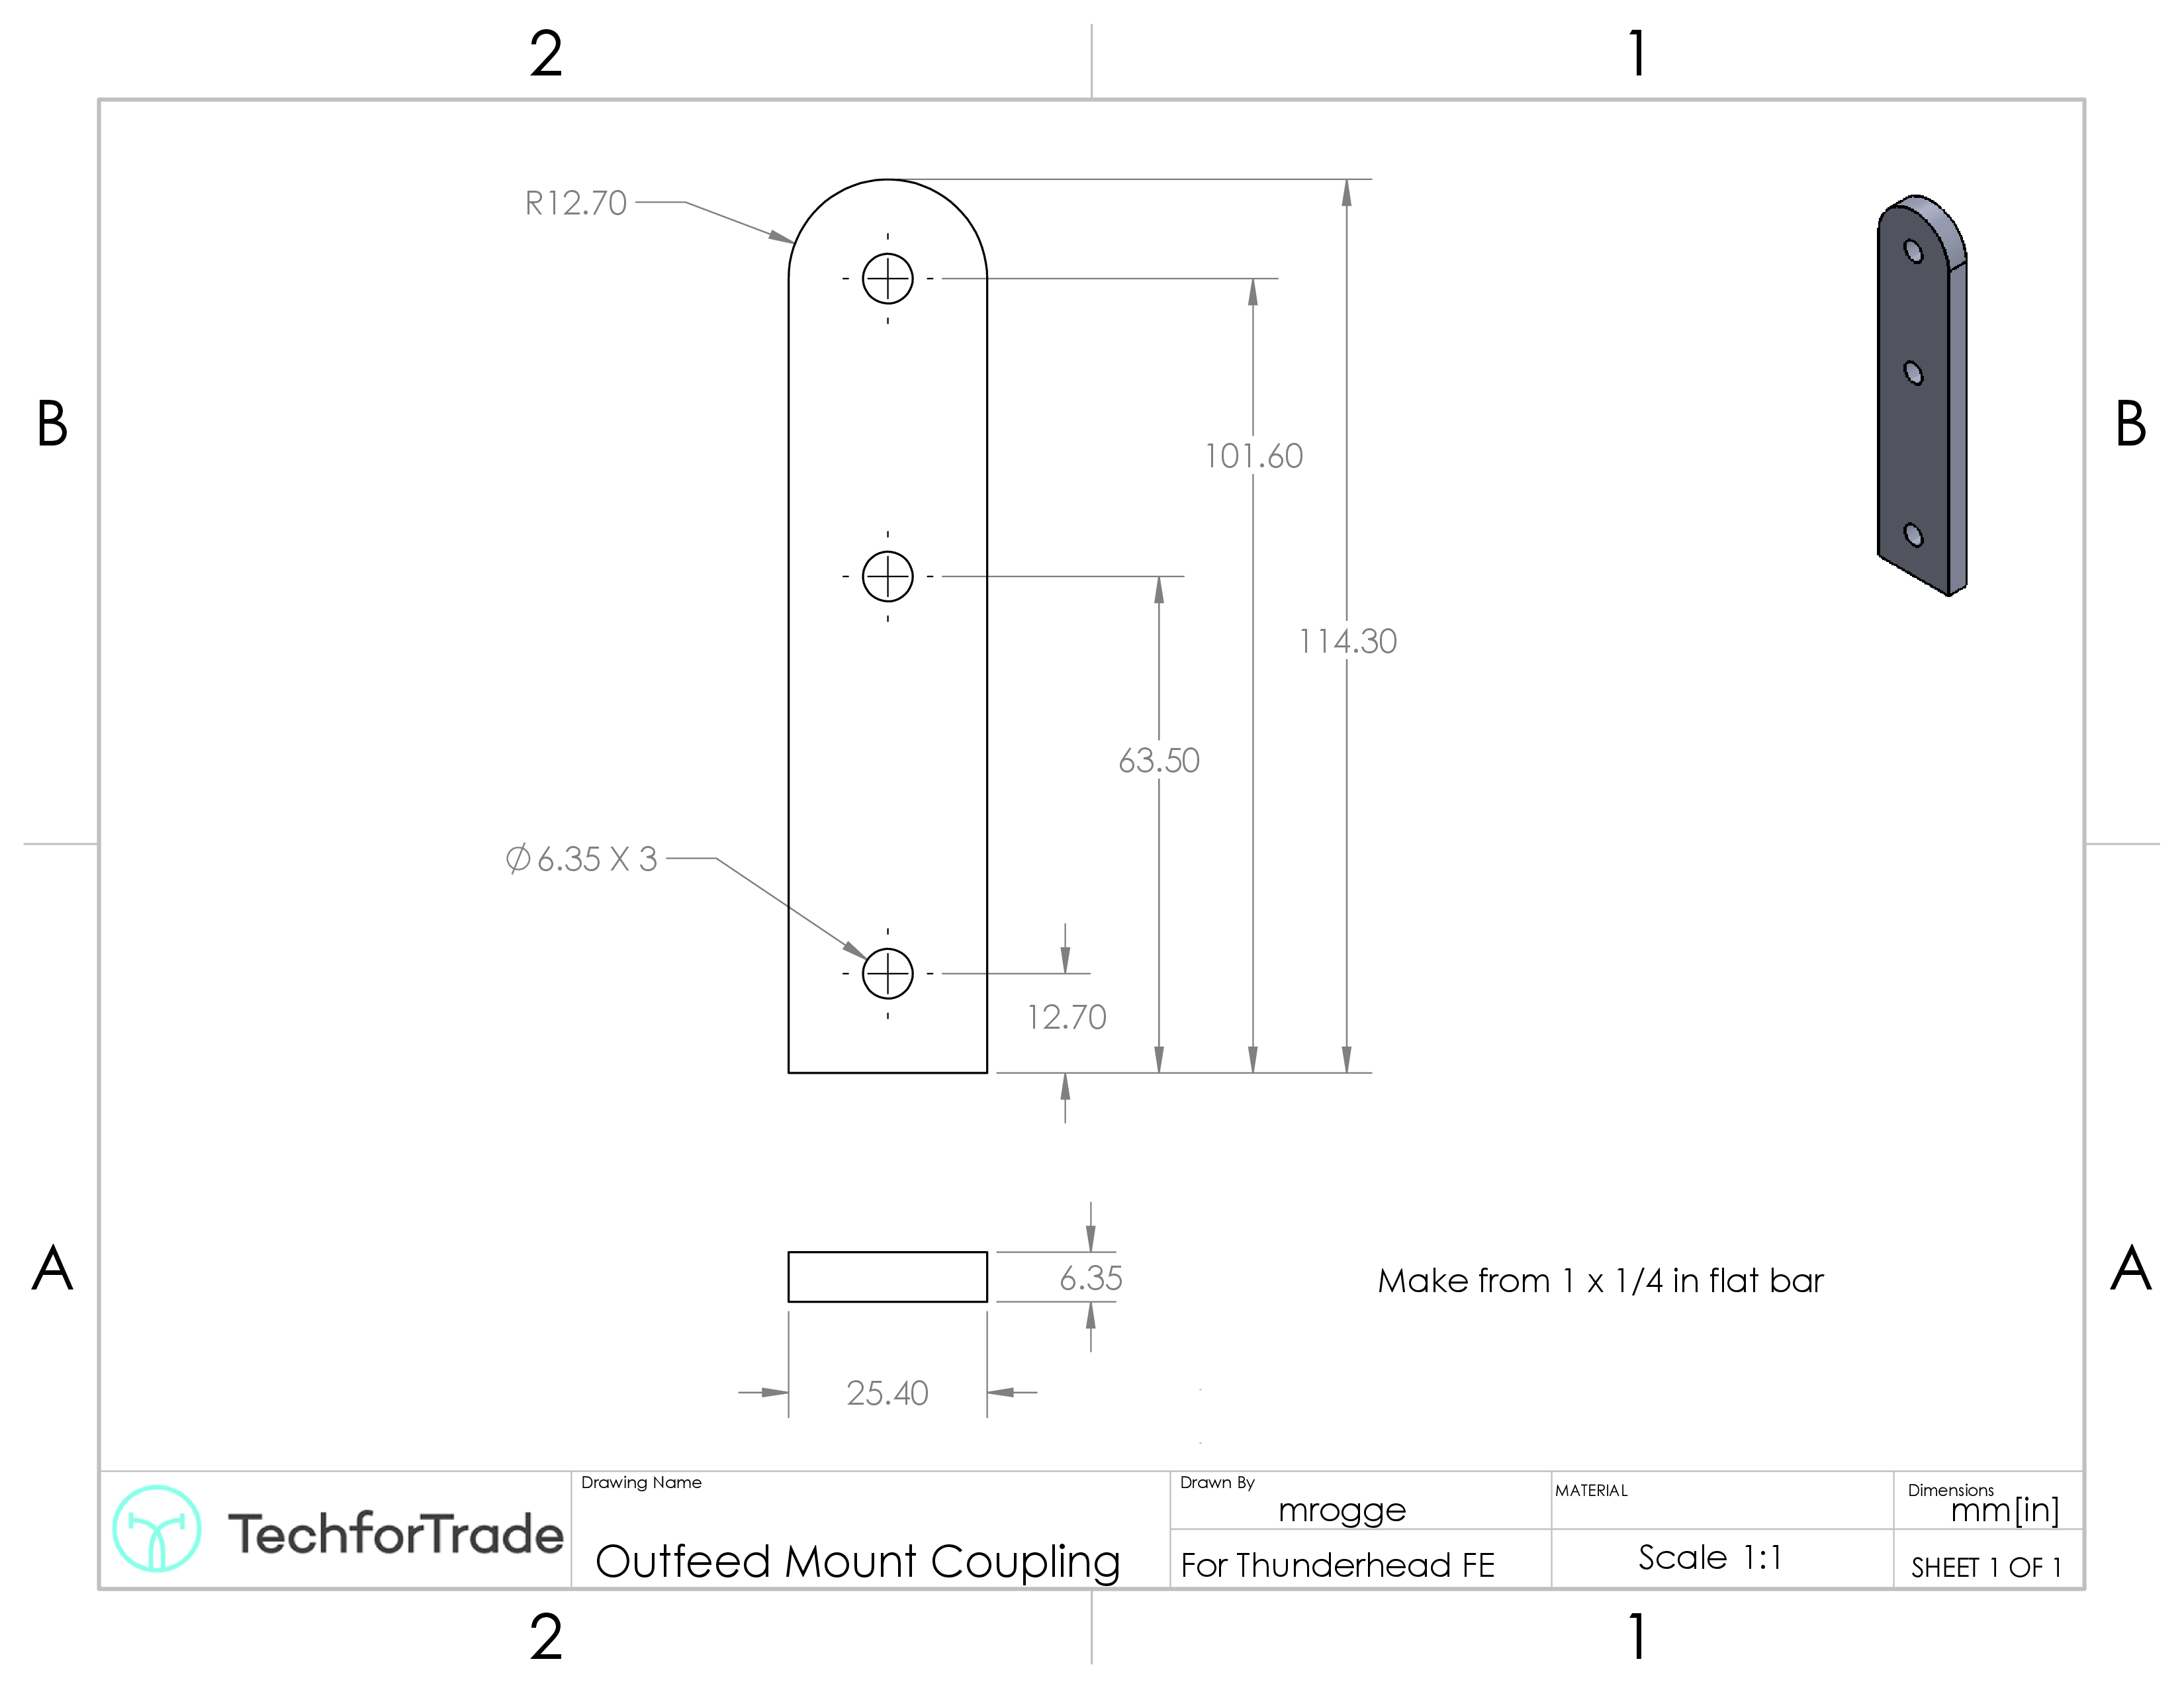 2 1
R12.70
B B
101.60
114.30
63.50
∅ 6.35 X 3
12.70
A A
6.35
Make from 1 x 1/4 in flat bar
25.40
TechforTrade
Drawing Name
Outfeed Mount Coupling
Drawn By
mrogge
For Thunderhead FE
MATERIAL
Scale 1:1
Dimensions
mm[in]
SHEET 1 OF 1
2 1